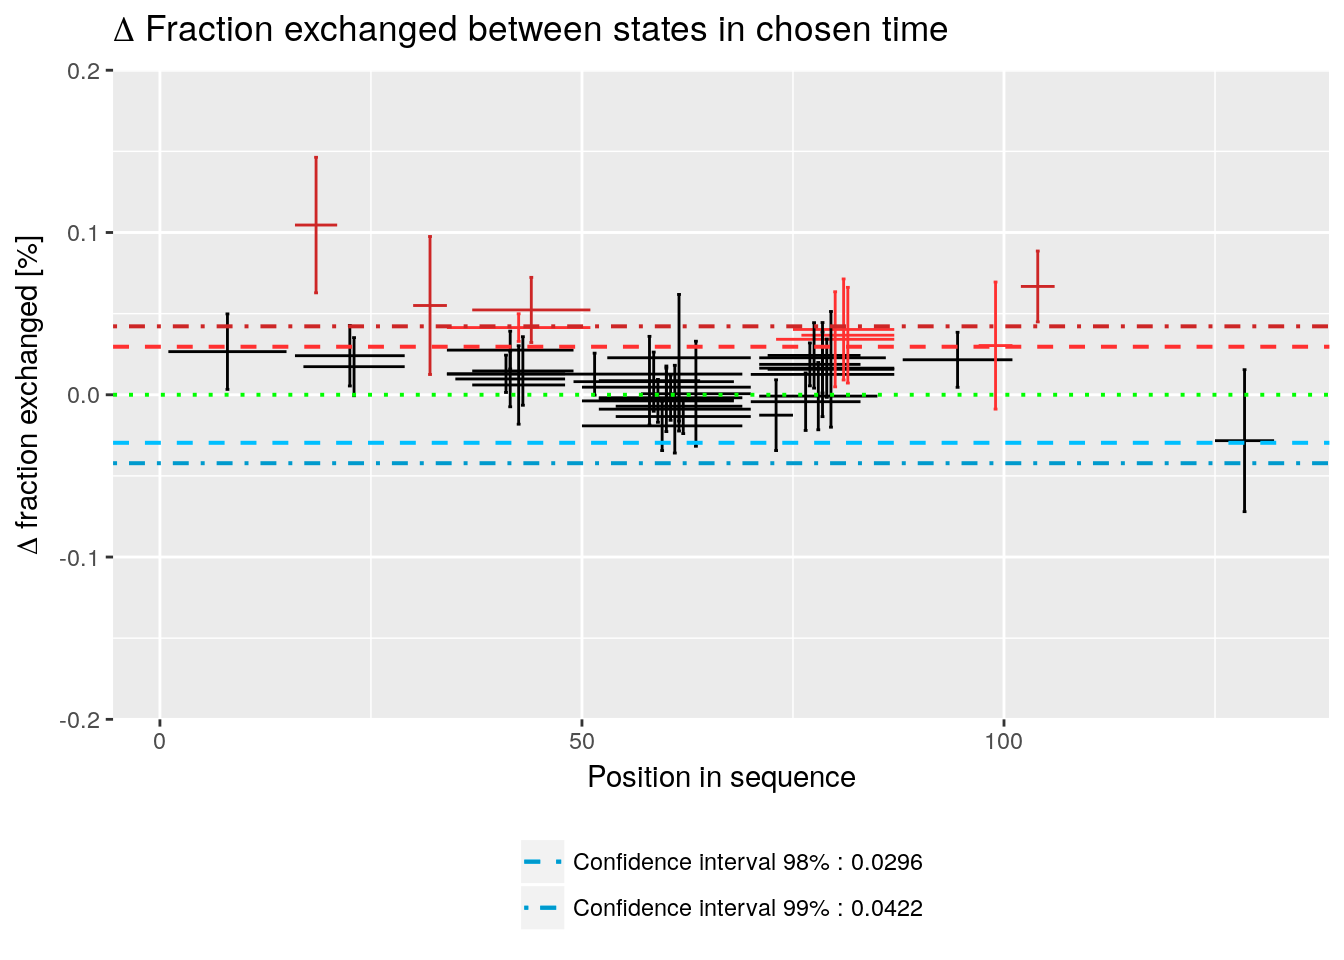 Δ Fraction exchanged between states in chosen time
Δ fraction exchanged [%]
0.2
0.1
0.0
-0.1
-0.2
0
50
100
Position in sequence
Confidence interval 98% : 0.0296
Confidence interval 99% : 0.0422